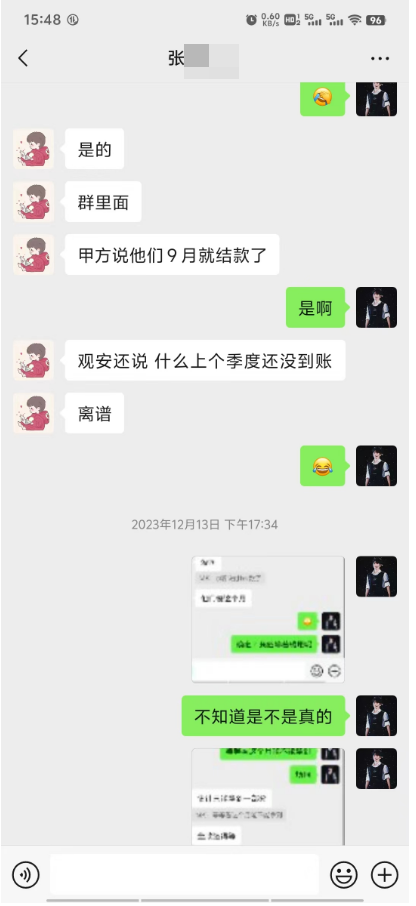 15:48
0.60
KB/s
HD
1
2
5G
5G
96
张
是的
群里面
甲方说他们9月就结款了
是啊
观安还说 什么上个季度还没到账
离谱
2023年12月13日 下午17:34
不知道是不是真的